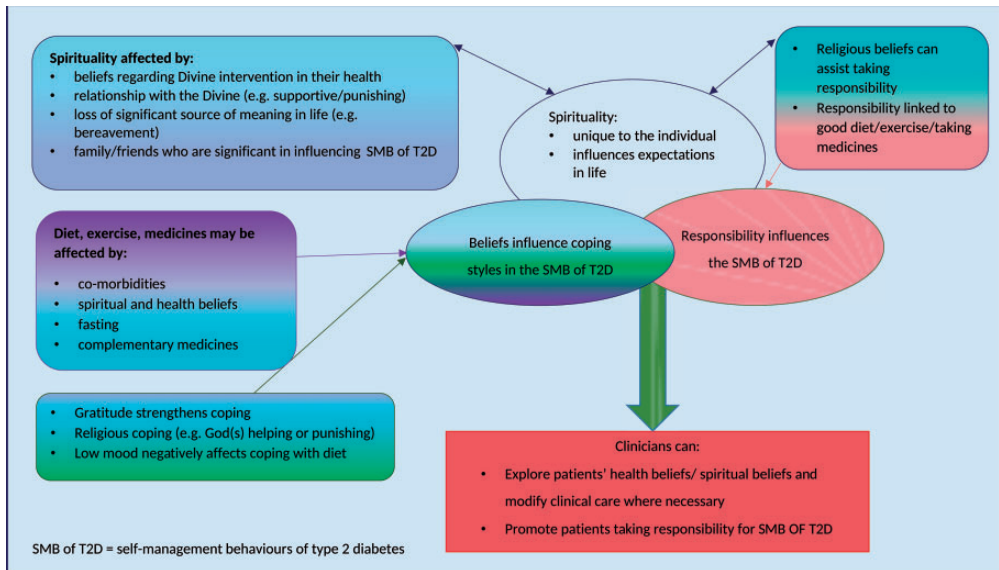 Spirituality affected by:
• beliefs regarding Divine intervention in their health
• relationship with the Divine (e.g. supportive/punishing)
• loss of significant source of meaning in life (e.g.
bereavement)
• family/friends who are significant in influencing SMB of T2D
Spirituality:
• unique to the individual
• influences expectations
in life
• Religious beliefs can
assist taking
responsibility
• Responsibility linked to
good diet/exercise/taking
medicines
Diet, exercise, medicines may be
affected by:
• co-morbidities
• spiritual and health beliefs
• fasting
• complementary medicines
Beliefs influence coping
styles in the SMB of T2D
Responsibility influences
the SMB of T2D
• Gratitude strengthens coping
• Religious coping (e.g. God(s) helping or punishing)
• Low mood negatively affects coping with diet
Clinicians can:
• Explore patients' health beliefs/ spiritual beliefs and
modify clinical care where necessary
• Promote patients taking responsibility for SMB OF T2D
SMB of T2D = self-management behaviours of type 2 diabetes